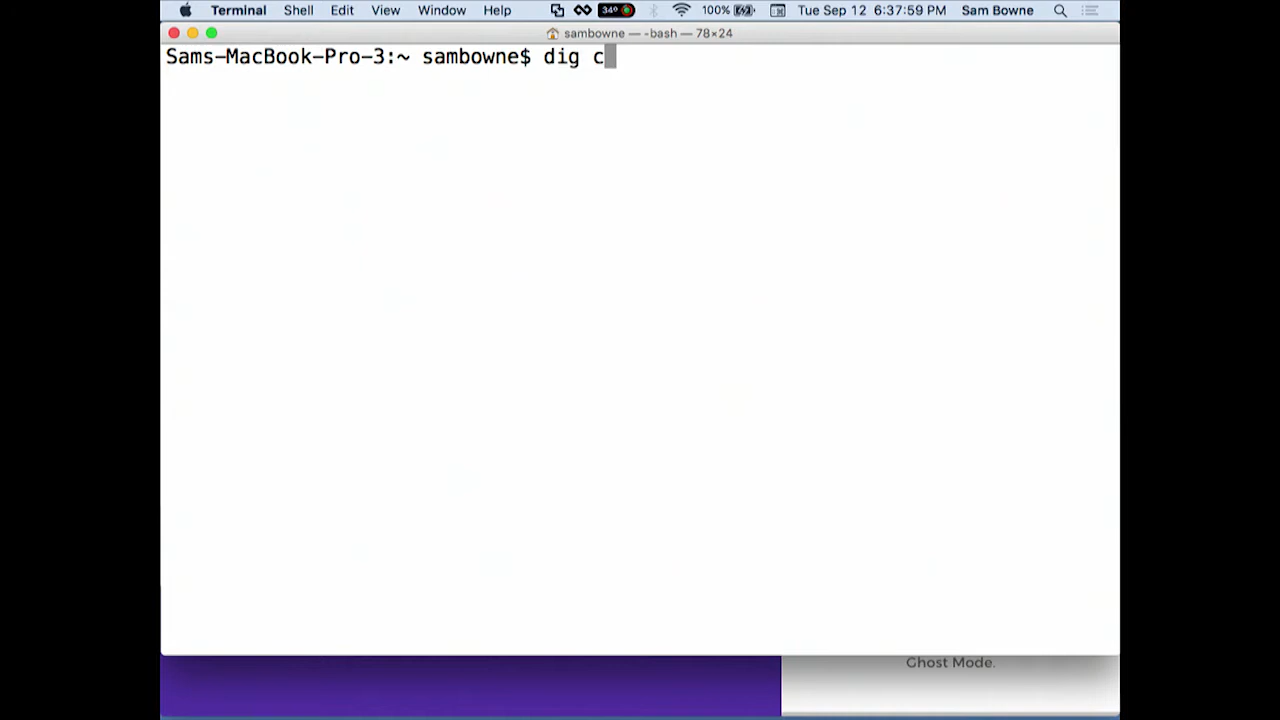 Terminal Shell Edit View Window Help 34° 100% Tue Sep 12 6:37:59 PM Sam Bowne
sambowne — -bash — 78×24
Sams-MacBook-Pro-3:~ sambowne$ dig c
Ghost Mode.